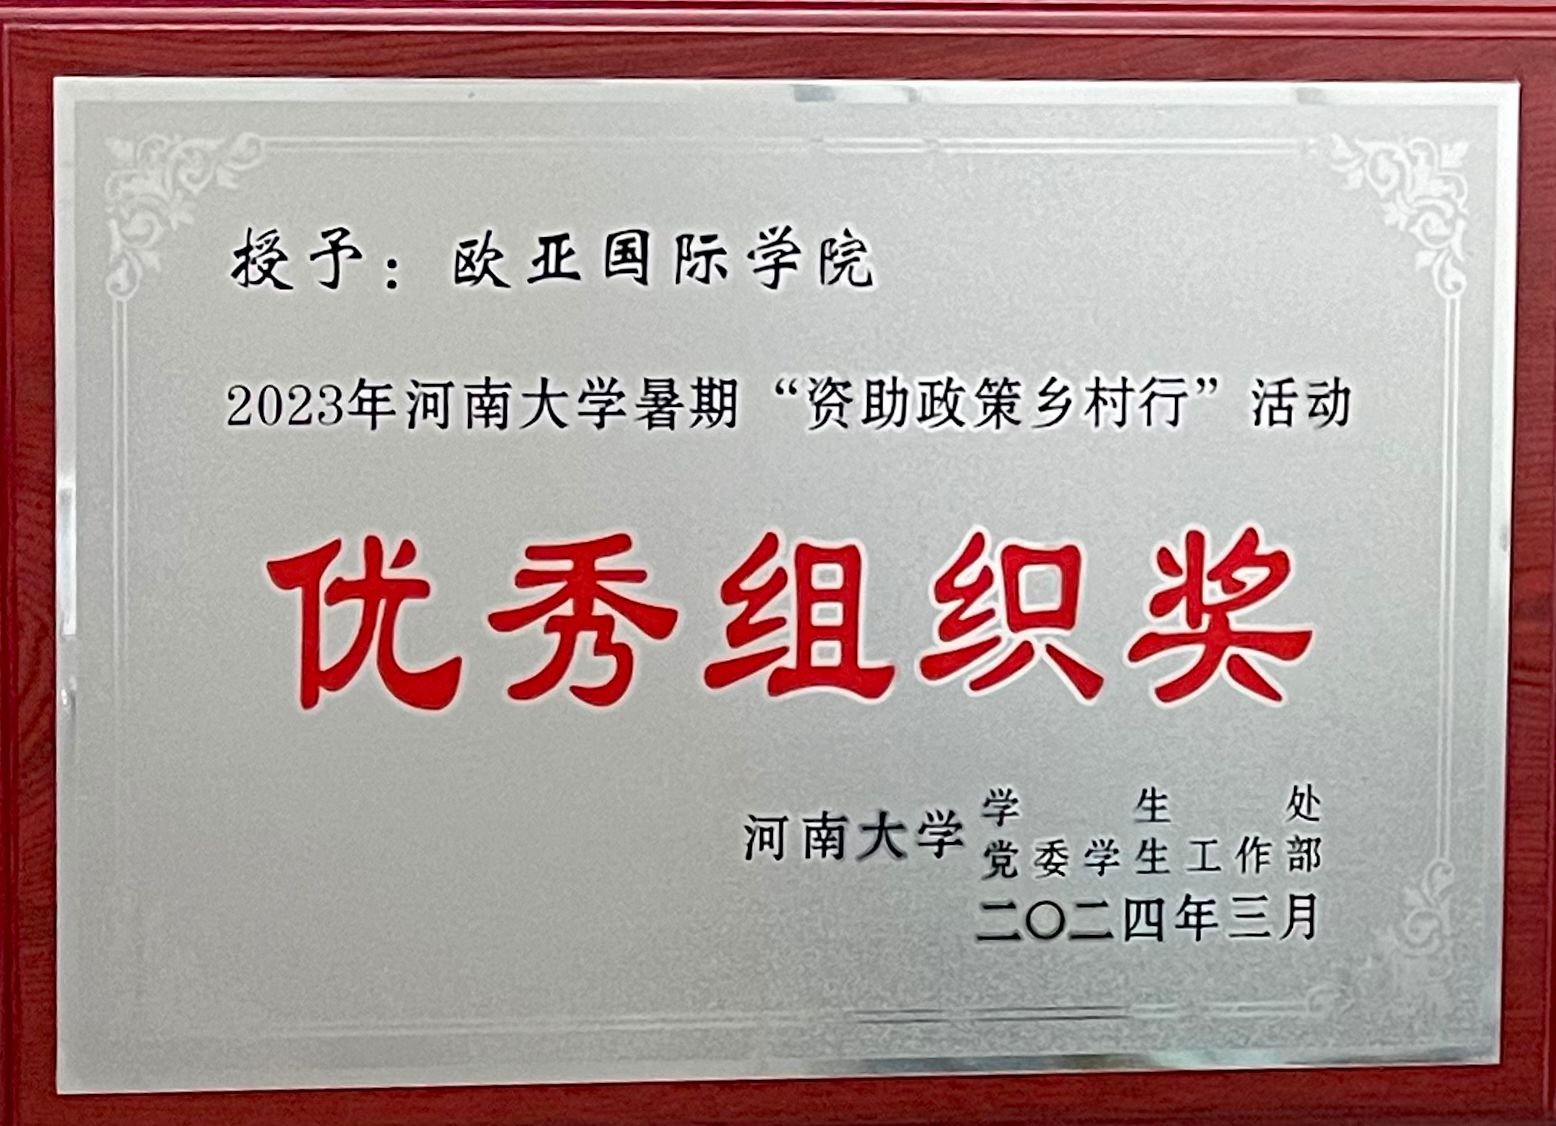 授予：欧亚国际学院
2023年河南大学暑期“资助政策乡村行”活动
优秀组织奖
河南大学
学生处
党委学生工作部
二〇二四年三月